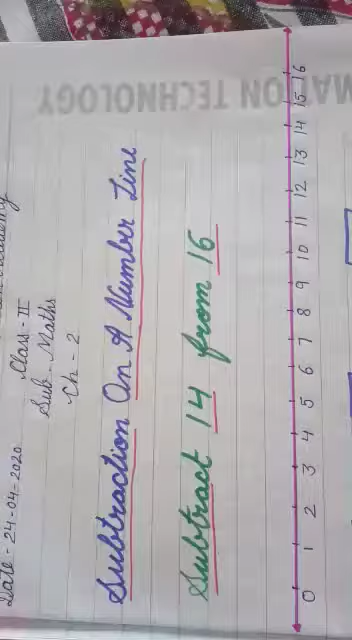 Date - 24-04-2020
Class - II
Sub - Maths
Ch - 2
Subtraction On A Number Line
Subtract 14 from 16
0 1 2 3 4 5 6 7 8 9 10 11 12 13 14 15 16